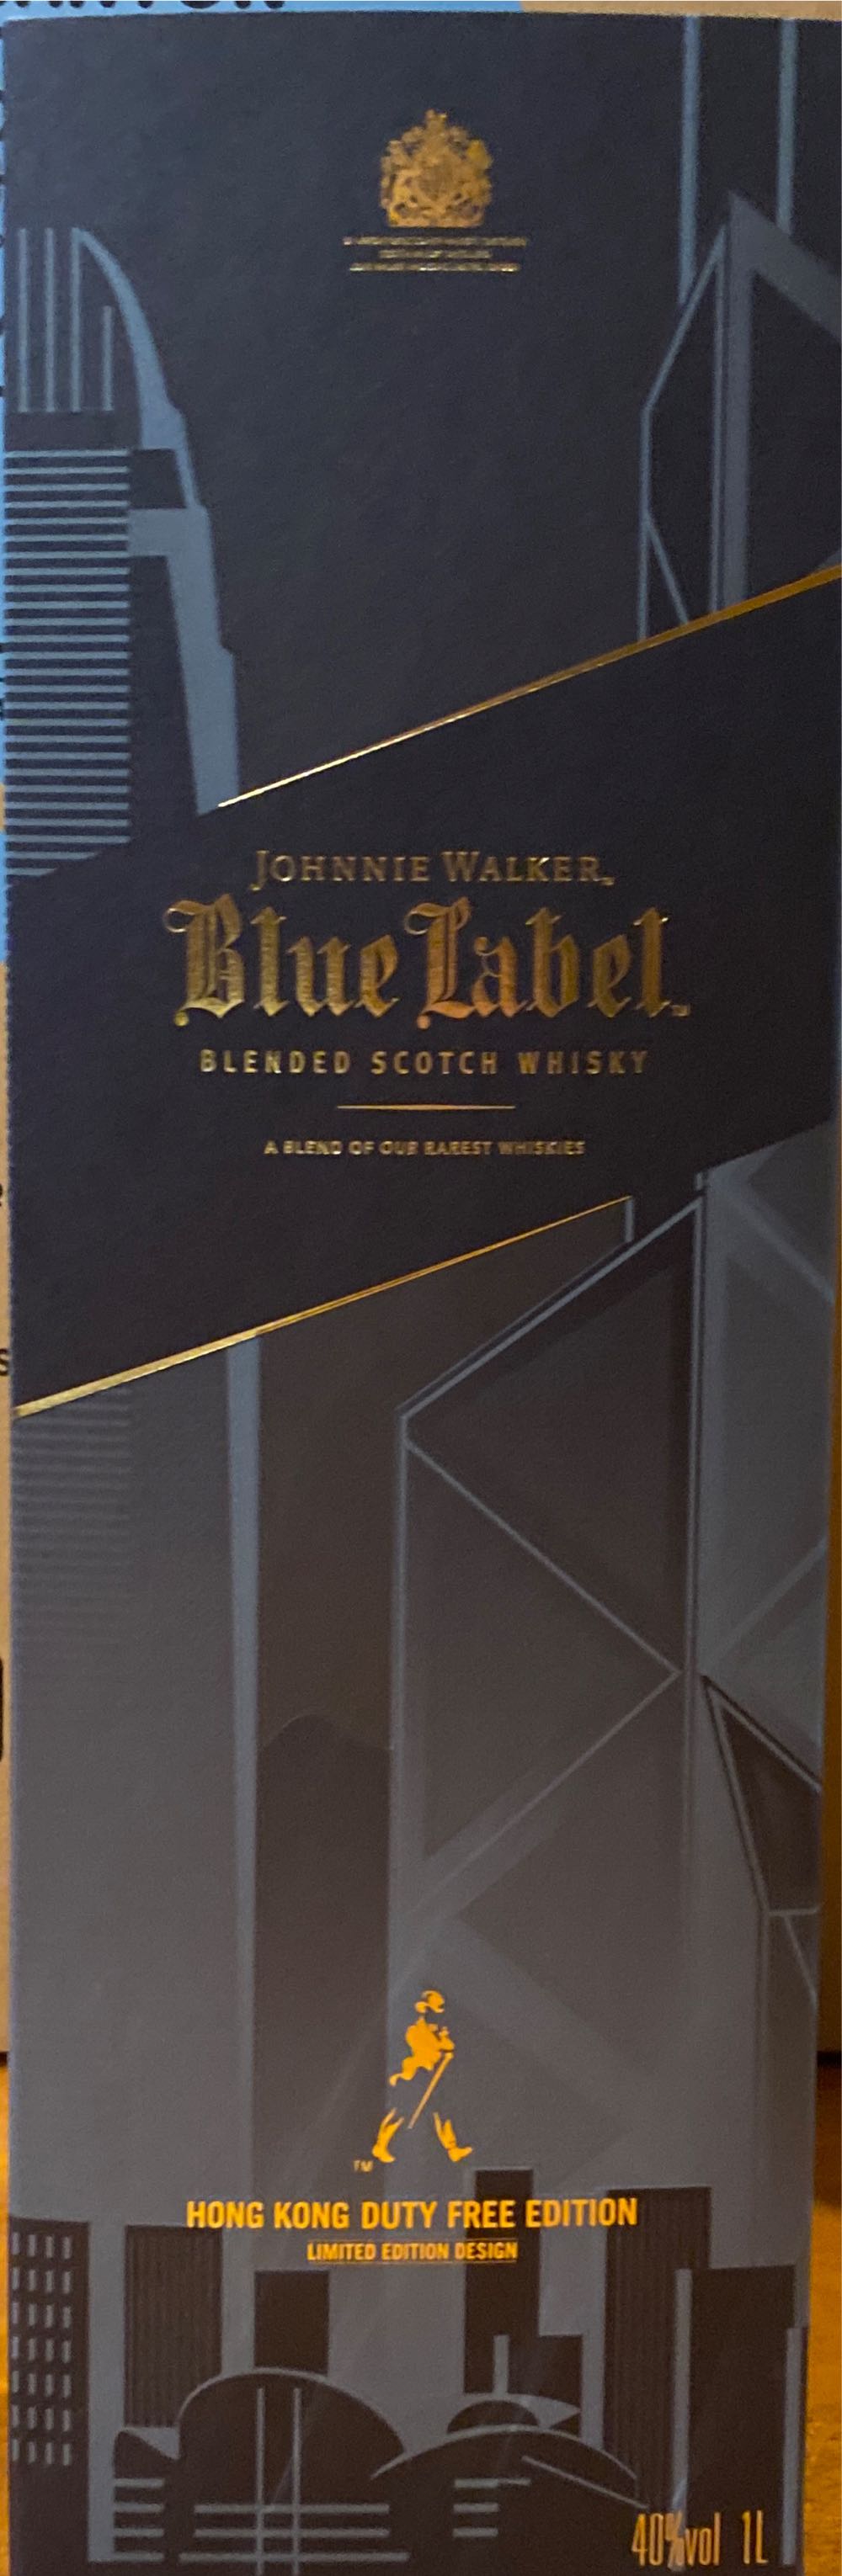 JOHNNIE WALKER®
Blue Label™
BLENDED SCOTCH WHISKY
A BLEND OF OUR RAREST WHISKIES
TM
HONG KONG DUTY FREE EDITION
LIMITED EDITION DESIGN
40%vol 1L